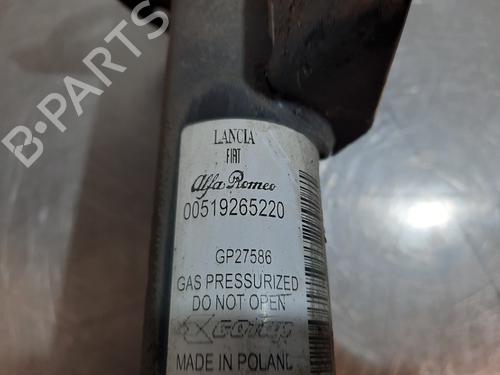 B-PARTS
LANCIA
FIAT
Alfa Romeo
00519265220
GP27586
GAS PRESSURIZED
DO NOT OPEN
MADE IN POLAND